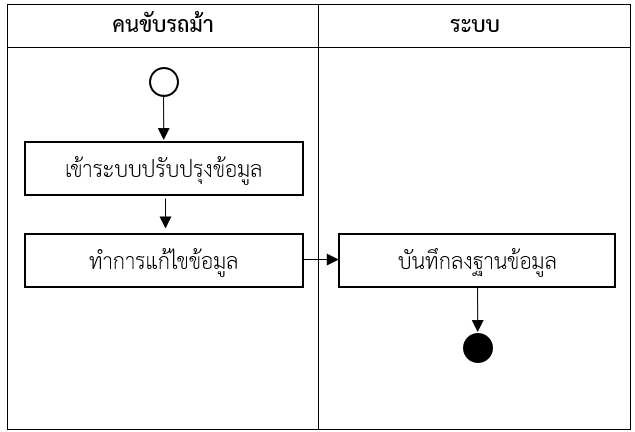 คนขับรถม้า
ระบบ
เข้าระบบปรับปรุงข้อมูล
ทำการแก้ไขข้อมูล
บันทึกลงฐานข้อมูล